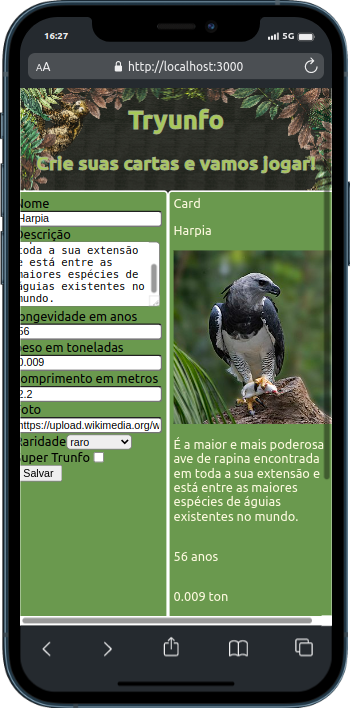 16:27
5G
AA
http://localhost:3000
Tryunfo
Crie suas cartas e vamos jogar!
Nome
Harpia
Descrição
toda a sua extensão
e está entre as
maiores espécies de
águias existentes no
mundo.
Longevidade em anos
56
Peso em toneladas
0.009
Comprimento em metros
2.2
Foto
https://upload.wikimedia.org/w
Raridade raro
Super Trunfo
Salvar
Card
Harpia
É a maior e mais poderosa
ave de rapina encontrada
em toda a sua extensão e
está entre as maiores
espécies de águias
existentes no mundo.
56 anos
0.009 ton